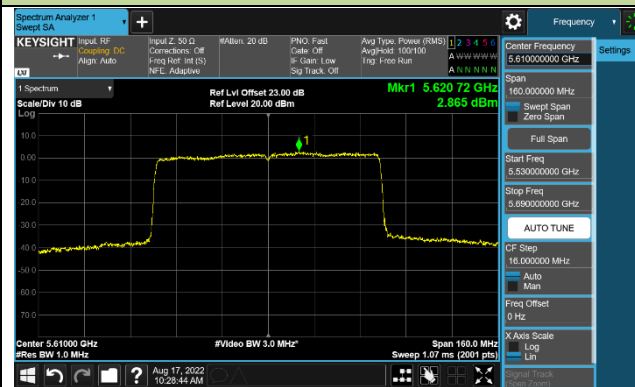 Spectrum Analyzer 1
Swept SA
+
Frequency
KEYSIGHT
Input: RF
Coupling: DC
Align: Auto
Input Z: 50 Ω
Corrections: Off
Freq Ref: Int (S)
NFE: Adaptive
#Atten: 20 dB
PNO: Fast
Gate: Off
IF Gain: Low
Sig Track: Off
Avg Type: Power (RMS)
Avg|Hold: 100/100
Trig: Free Run
1 2 3 4 5 6
A W W W W W
A N N N N N
LXI
1 Spectrum
Scale/Div 10 dB
Log
Ref Lvl Offset 23.00 dB
Ref Level 20.00 dBm
Mkr1 5.620 72 GHz
2.865 dBm
1
10.0
0.00
-10.0
-20.0
-30.0
-40.0
-50.0
-60.0
-70.0
Center 5.61000 GHz
#Res BW 1.0 MHz
#Video BW 3.0 MHz*
Span 160.0 MHz
Sweep 1.07 ms (2001 pts)
Center Frequency
5.610000000 GHz
Settings
Span
160.000000 MHz
Swept Span
Zero Span
Full Span
Start Freq
5.530000000 GHz
Stop Freq
5.690000000 GHz
AUTO TUNE
CF Step
16.000000 MHz
Auto
Man
Freq Offset
0 Hz
X Axis Scale
Log
Lin
Signal Track
(Span Zoom)
?
Aug 17, 2022
10:28:44 AM